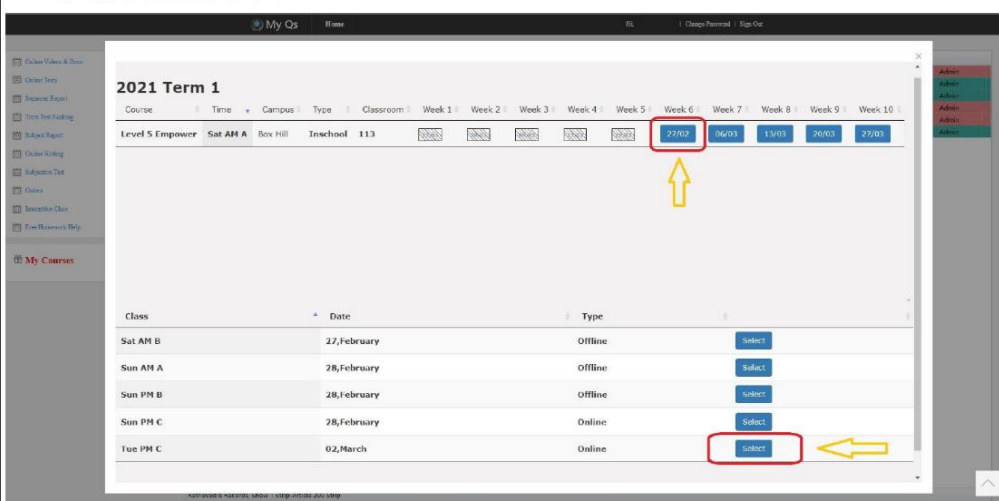 My Qs Home Hi, | Change Password | Sign Out
×
Online Videos & Tests
Online Tests
Admin
Admin
Admin
Term Test Ranking
Admin
Subject Report
Admin
Online Writing
Admin
Subjective Test
Interactive Class
Free Homework Help
My Courses
2021 Term 1
Course Time Campus Type Classroom Week 1 Week 2 Week 3 Week 4 Week 5 Week 6 Week 7 Week 8 Week 9 Week 10
Level 5 Empower Sat AM A Box Hill Inschool 113 27/02 06/03 13/03 20/03 27/03
Class Date Type
Sat AM B 27,February Offline Select
Sun AM A 28,February Offline Select
Sun PM B 28,February Offline Select
Sun PM C 28,February Online Select
Tue PM C 02,March Online Select